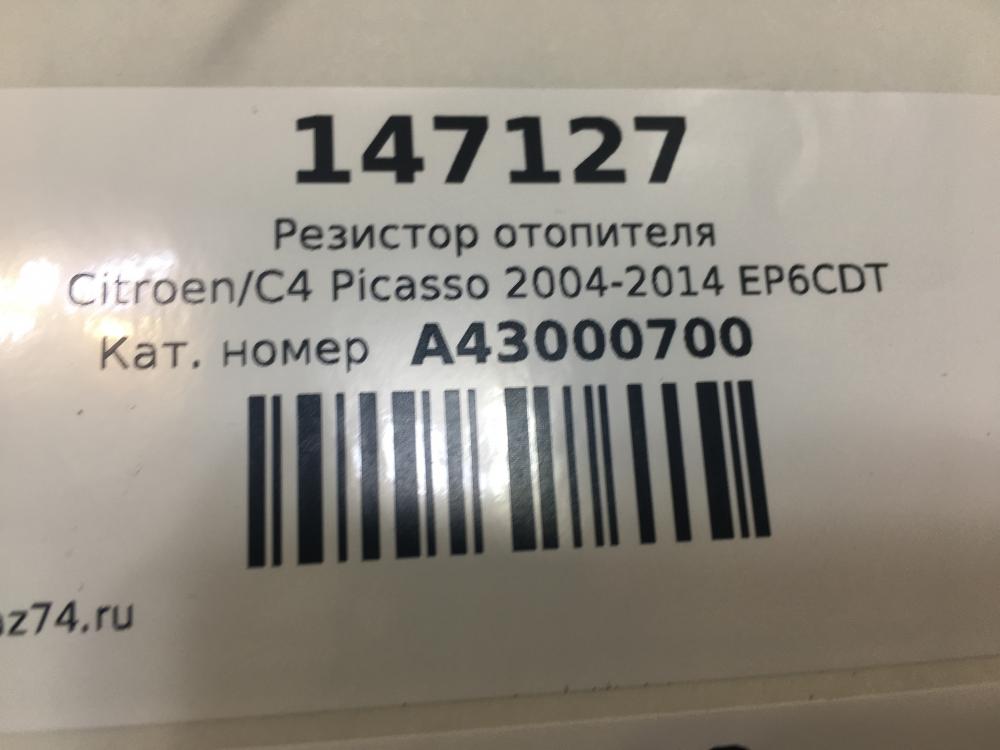 147127
Резистор отопителя
Citroen/C4 Picasso 2004-2014 EP6CDT
Кат. номер A43000700
z74.ru